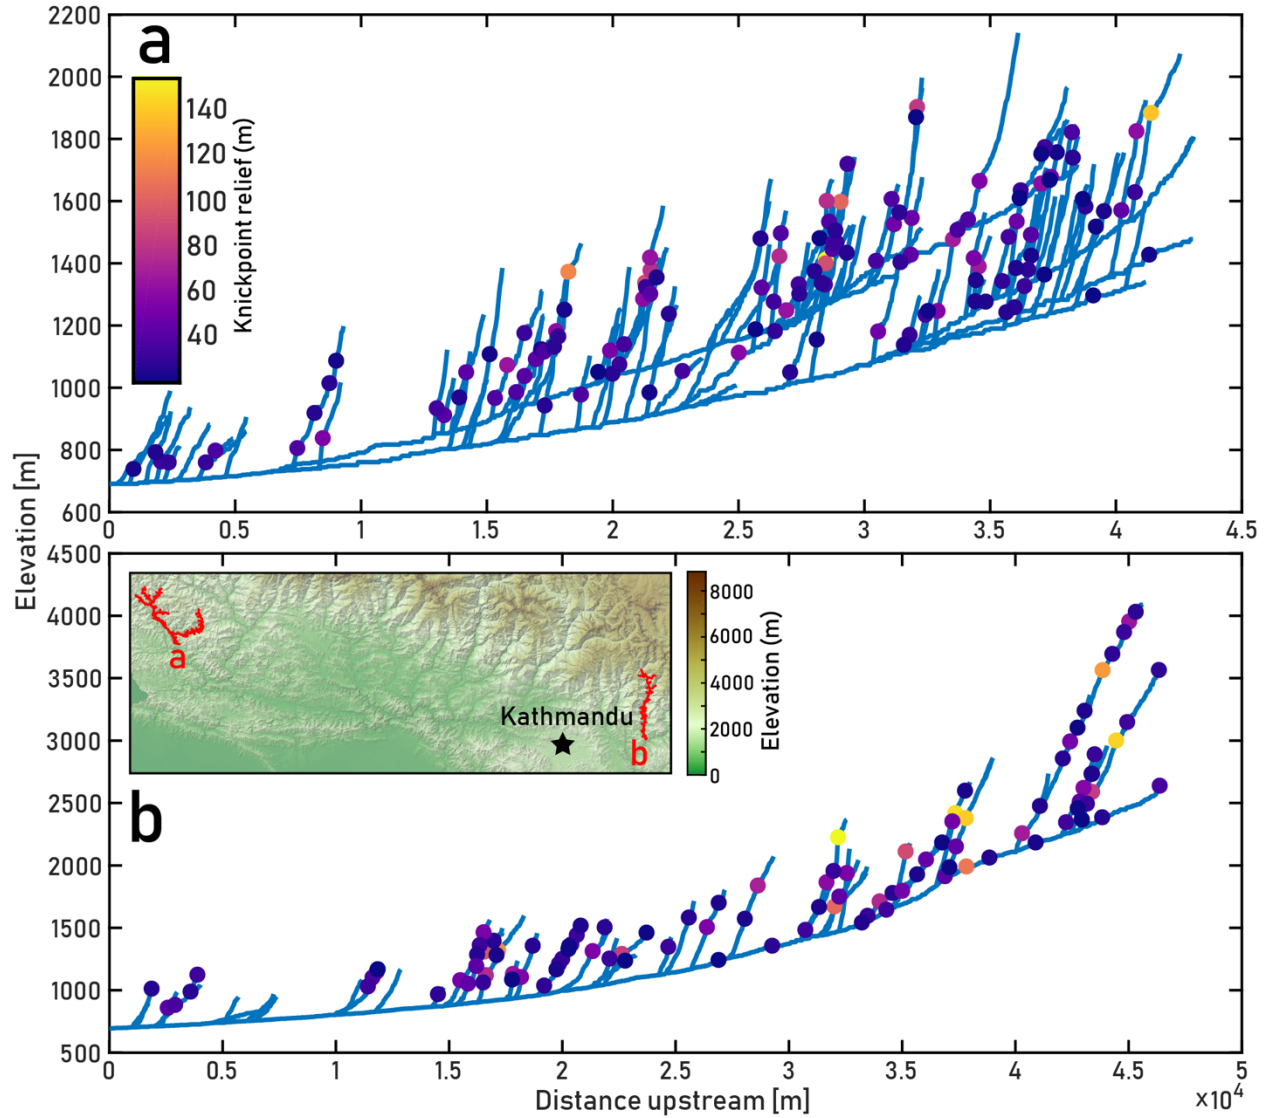 a
2200
2000
1800
1600
1400
1200
1000
800
600
140
120
100
80
60
40
Knickpoint relief (m)
0 0.5 1 1.5 2 2.5 3 3.5 4 4.5
Elevation [m]
4500
4000
3500
3000
2500
2000
1500
1000
500
a
Kathmandu
b
8000
6000
4000
2000
0
Elevation (m)
b
0 0.5 1 1.5 2 2.5 3 3.5 4 4.5 5
Distance upstream [m]
×10⁴